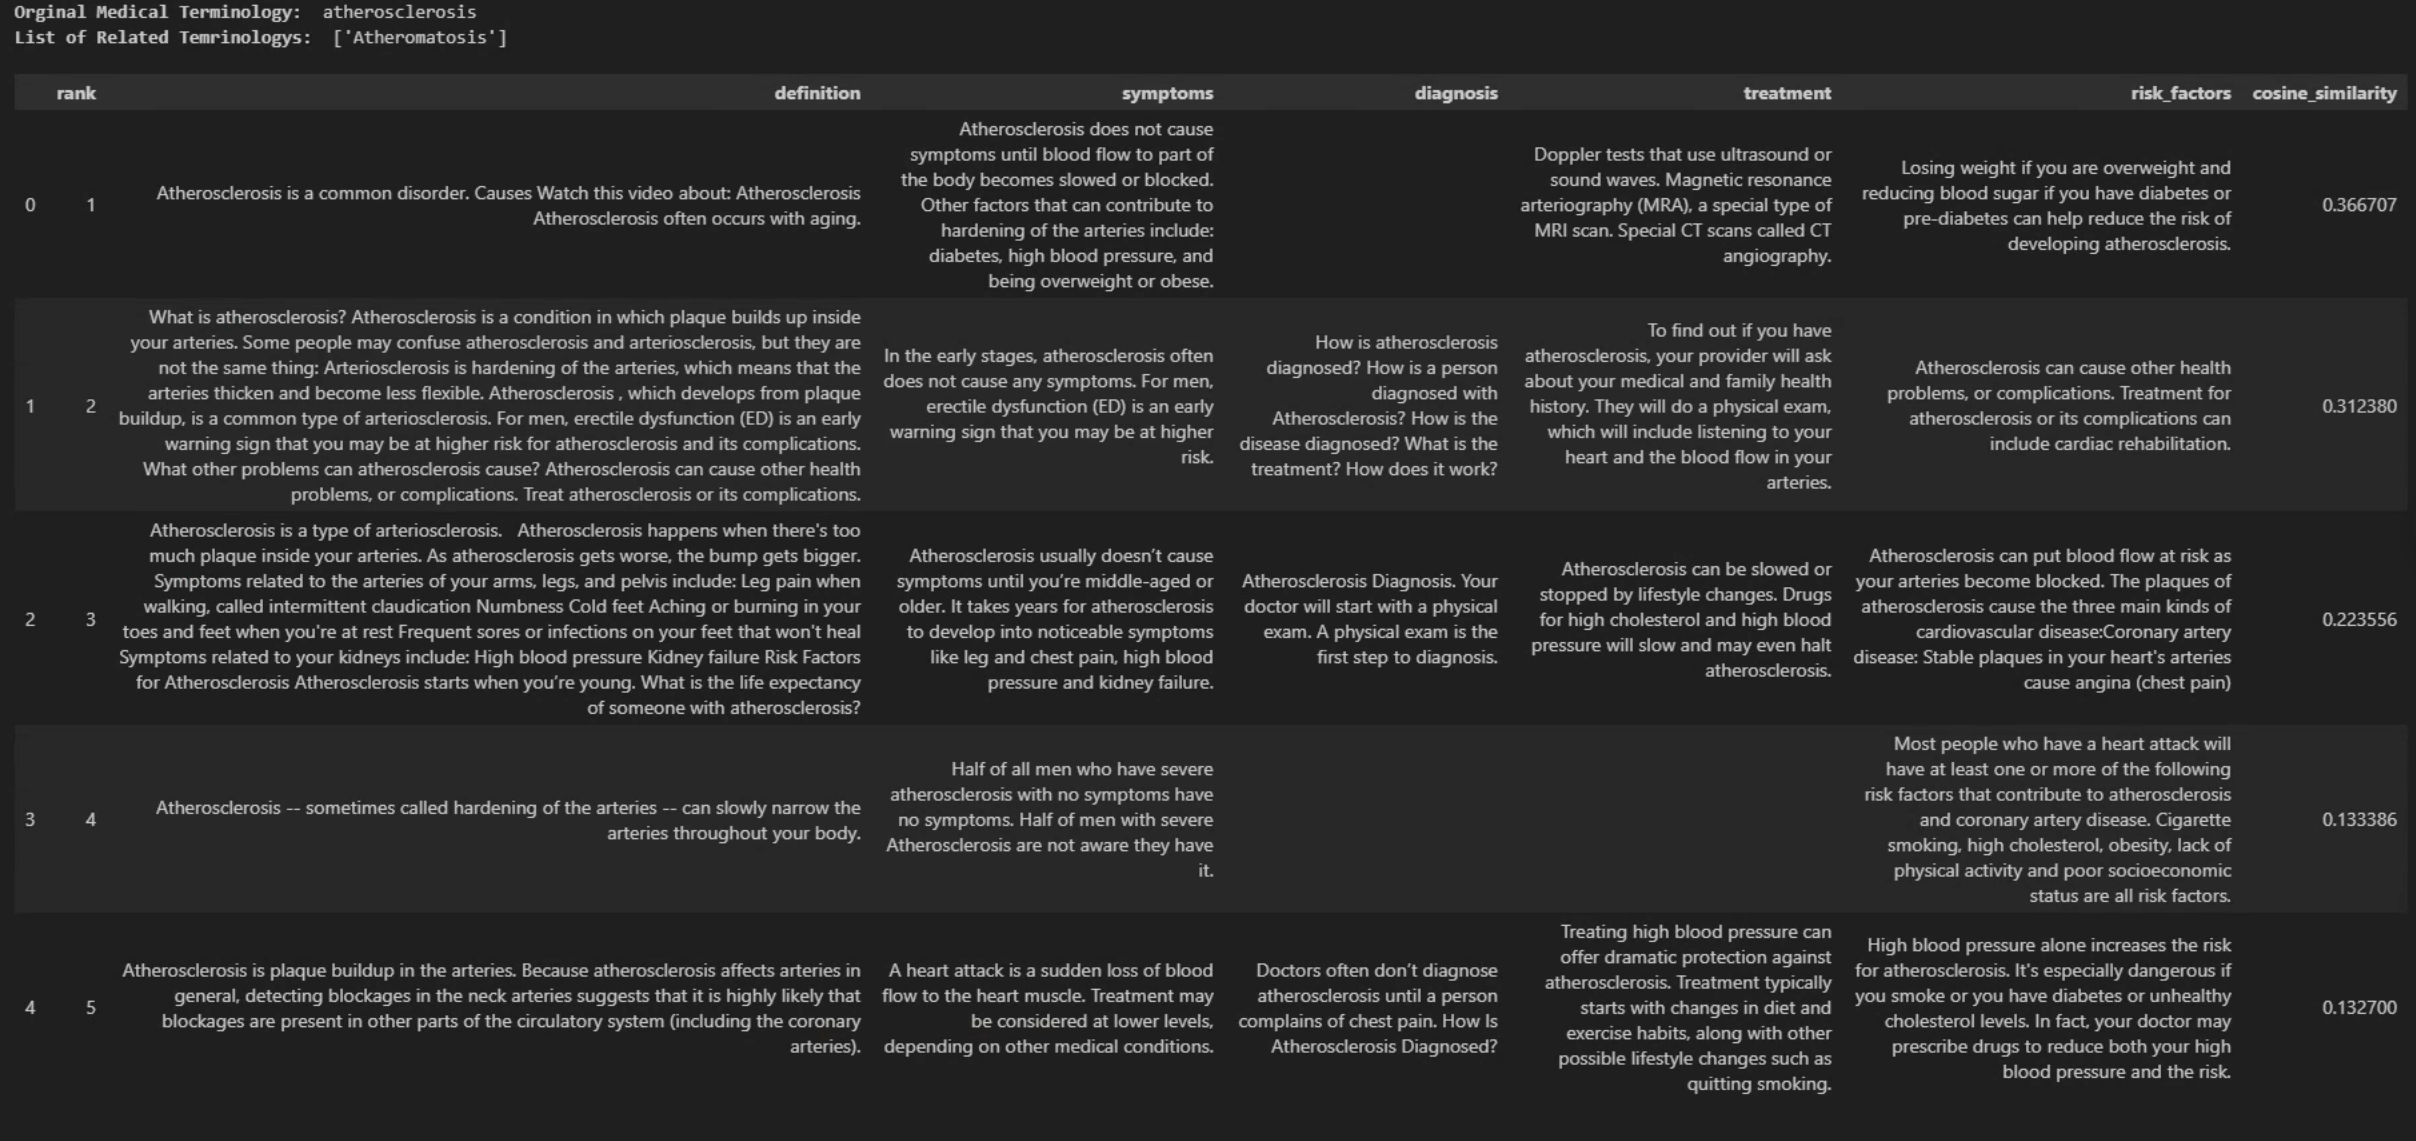 Orginal Medical Terminology:  atherosclerosis
List of Related Temrinologys:  ['Atheromatosis']
rank definition symptoms diagnosis treatment risk_factors cosine_similarity
0 1
Atherosclerosis is a common disorder. Causes Watch this video about: Atherosclerosis
Atherosclerosis often occurs with aging.
Atherosclerosis does not cause
symptoms until blood flow to part of
the body becomes slowed or blocked.
Other factors that can contribute to
hardening of the arteries include:
diabetes, high blood pressure, and
being overweight or obese.
Doppler tests that use ultrasound or
sound waves. Magnetic resonance
arteriography (MRA), a special type of
MRI scan. Special CT scans called CT
angiography.
Losing weight if you are overweight and
reducing blood sugar if you have diabetes or
pre-diabetes can help reduce the risk of
developing atherosclerosis.
0.366707
1 2
What is atherosclerosis? Atherosclerosis is a condition in which plaque builds up inside
your arteries. Some people may confuse atherosclerosis and arteriosclerosis, but they are
not the same thing: Arteriosclerosis is hardening of the arteries, which means that the
arteries thicken and become less flexible. Atherosclerosis , which develops from plaque
buildup, is a common type of arteriosclerosis. For men, erectile dysfunction (ED) is an early
warning sign that you may be at higher risk for atherosclerosis and its complications.
What other problems can atherosclerosis cause? Atherosclerosis can cause other health
problems, or complications. Treat atherosclerosis or its complications.
In the early stages, atherosclerosis often
does not cause any symptoms. For men,
erectile dysfunction (ED) is an early
warning sign that you may be at higher
risk.
How is atherosclerosis
diagnosed? How is a person
diagnosed with
Atherosclerosis? How is the
disease diagnosed? What is the
treatment? How does it work?
To find out if you have
atherosclerosis, your provider will ask
about your medical and family health
history. They will do a physical exam,
which will include listening to your
heart and the blood flow in your
arteries.
Atherosclerosis can cause other health
problems, or complications. Treatment for
atherosclerosis or its complications can
include cardiac rehabilitation.
0.312380
2 3
Atherosclerosis is a type of arteriosclerosis.   Atherosclerosis happens when there's too
much plaque inside your arteries. As atherosclerosis gets worse, the bump gets bigger.
Symptoms related to the arteries of your arms, legs, and pelvis include: Leg pain when
walking, called intermittent claudication Numbness Cold feet Aching or burning in your
toes and feet when you're at rest Frequent sores or infections on your feet that won't heal
Symptoms related to your kidneys include: High blood pressure Kidney failure Risk Factors
for Atherosclerosis Atherosclerosis starts when you’re young. What is the life expectancy
of someone with atherosclerosis?
Atherosclerosis usually doesn’t cause
symptoms until you’re middle-aged or
older. It takes years for atherosclerosis
to develop into noticeable symptoms
like leg and chest pain, high blood
pressure and kidney failure.
Atherosclerosis Diagnosis. Your
doctor will start with a physical
exam. A physical exam is the
first step to diagnosis.
Atherosclerosis can be slowed or
stopped by lifestyle changes. Drugs
for high cholesterol and high blood
pressure will slow and may even halt
atherosclerosis.
Atherosclerosis can put blood flow at risk as
your arteries become blocked. The plaques of
atherosclerosis cause the three main kinds of
cardiovascular disease:Coronary artery
disease: Stable plaques in your heart's arteries
cause angina (chest pain)
0.223556
3 4
Atherosclerosis -- sometimes called hardening of the arteries -- can slowly narrow the
arteries throughout your body.
Half of all men who have severe
atherosclerosis with no symptoms have
no symptoms. Half of men with severe
Atherosclerosis are not aware they have
it.
Most people who have a heart attack will
have at least one or more of the following
risk factors that contribute to atherosclerosis
and coronary artery disease. Cigarette
smoking, high cholesterol, obesity, lack of
physical activity and poor socioeconomic
status are all risk factors.
0.133386
4 5
Atherosclerosis is plaque buildup in the arteries. Because atherosclerosis affects arteries in
general, detecting blockages in the neck arteries suggests that it is highly likely that
blockages are present in other parts of the circulatory system (including the coronary
arteries).
A heart attack is a sudden loss of blood
flow to the heart muscle. Treatment may
be considered at lower levels,
depending on other medical conditions.
Doctors often don’t diagnose
atherosclerosis until a person
complains of chest pain. How Is
Atherosclerosis Diagnosed?
Treating high blood pressure can
offer dramatic protection against
atherosclerosis. Treatment typically
starts with changes in diet and
exercise habits, along with other
possible lifestyle changes such as
quitting smoking.
High blood pressure alone increases the risk
for atherosclerosis. It's especially dangerous if
you smoke or you have diabetes or unhealthy
cholesterol levels. In fact, your doctor may
prescribe drugs to reduce both your high
blood pressure and the risk.
0.132700